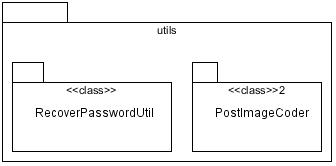 utils
<<class>>
RecoverPasswordUtil
<<class>>2
PostImageCoder